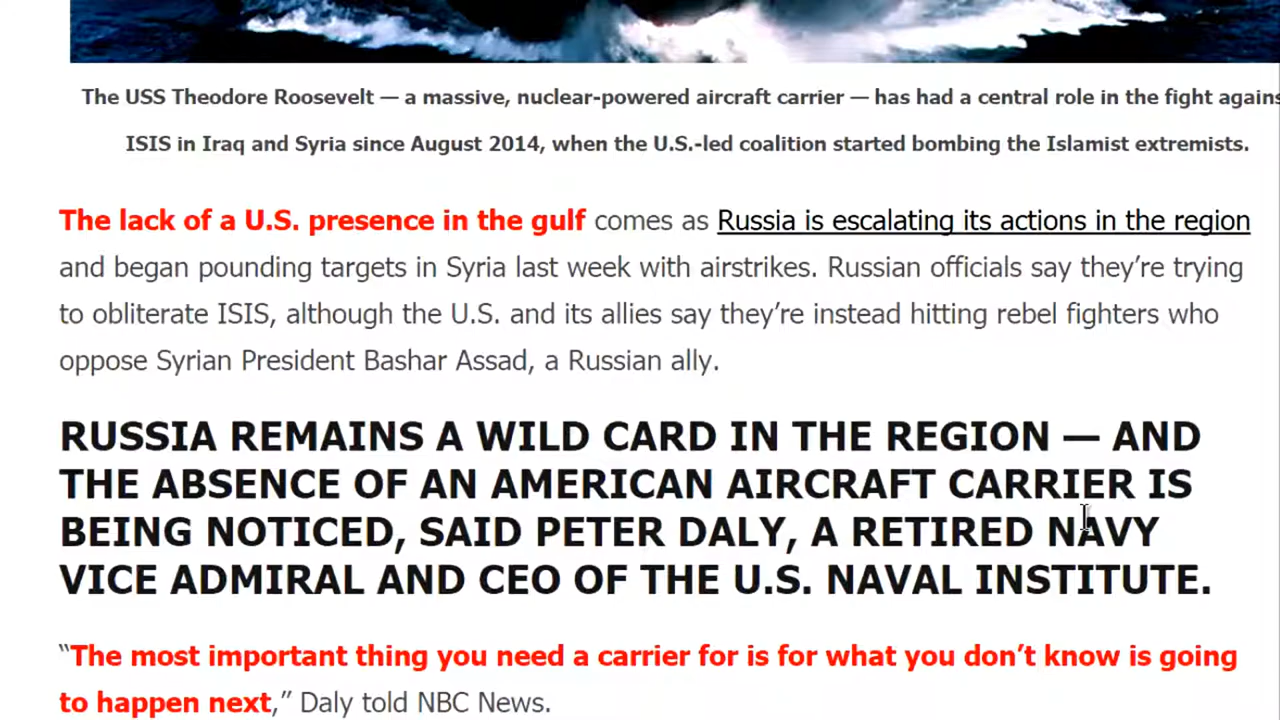 The USS Theodore Roosevelt — a massive, nuclear-powered aircraft carrier — has had a central role in the fight agains
ISIS in Iraq and Syria since August 2014, when the U.S.-led coalition started bombing the Islamist extremists.
The lack of a U.S. presence in the gulf comes as Russia is escalating its actions in the region
and began pounding targets in Syria last week with airstrikes. Russian officials say they’re trying
to obliterate ISIS, although the U.S. and its allies say they’re instead hitting rebel fighters who
oppose Syrian President Bashar Assad, a Russian ally.
RUSSIA REMAINS A WILD CARD IN THE REGION — AND
THE ABSENCE OF AN AMERICAN AIRCRAFT CARRIER IS
BEING NOTICED, SAID PETER DALY, A RETIRED NAVY
VICE ADMIRAL AND CEO OF THE U.S. NAVAL INSTITUTE.
“The most important thing you need a carrier for is for what you don’t know is going
to happen next,” Daly told NBC News.